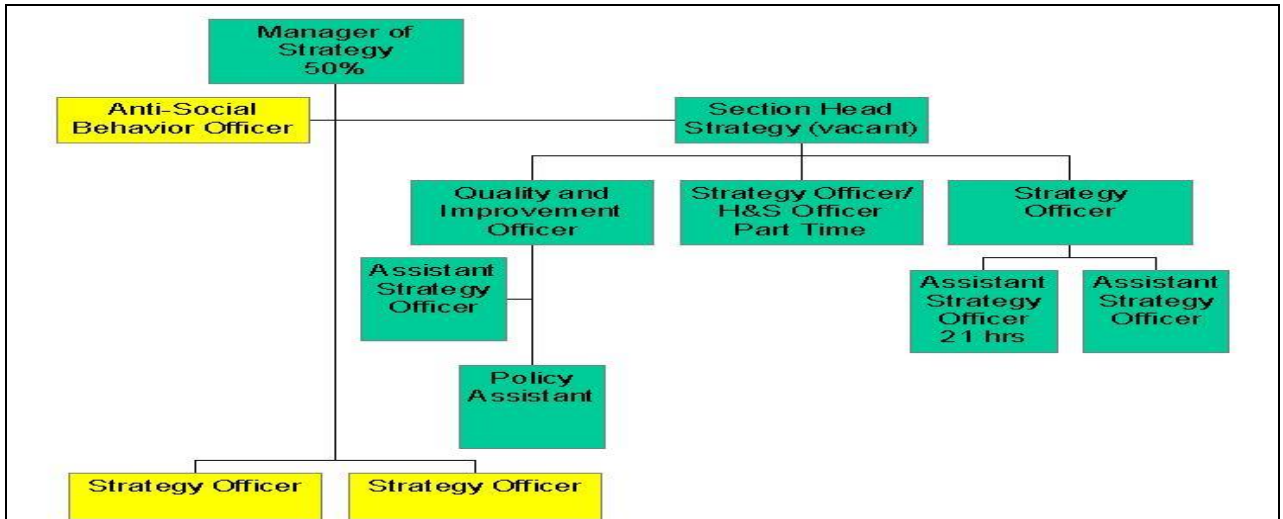 Manager of
Strategy
50%
Anti-Social
Behavior Officer
Section Head
Strategy (vacant)
Quality and
Improvement
Officer
Strategy Officer/
H&S Officer
Part Time
Strategy
Officer
Assistant
Strategy
Officer
Assistant
Strategy
Officer
21 hrs
Assistant
Strategy
Officer
Policy
Assistant
Strategy Officer
Strategy Officer